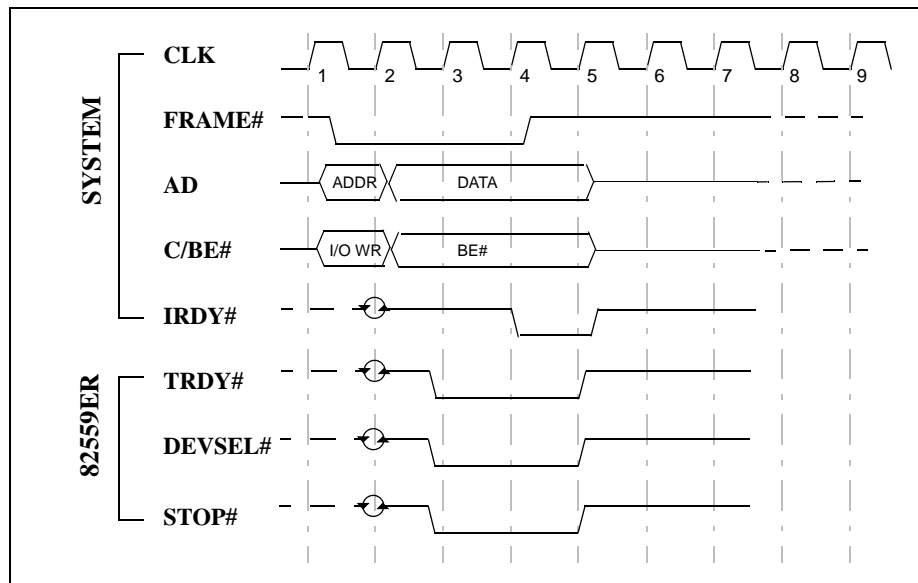 SYSTEM
CLK
1 2 3 4 5 6 7 8 9
FRAME#
AD
ADDR DATA
C/BE#
I/O WR BE#
IRDY#
82559ER
TRDY#
DEVSEL#
STOP#